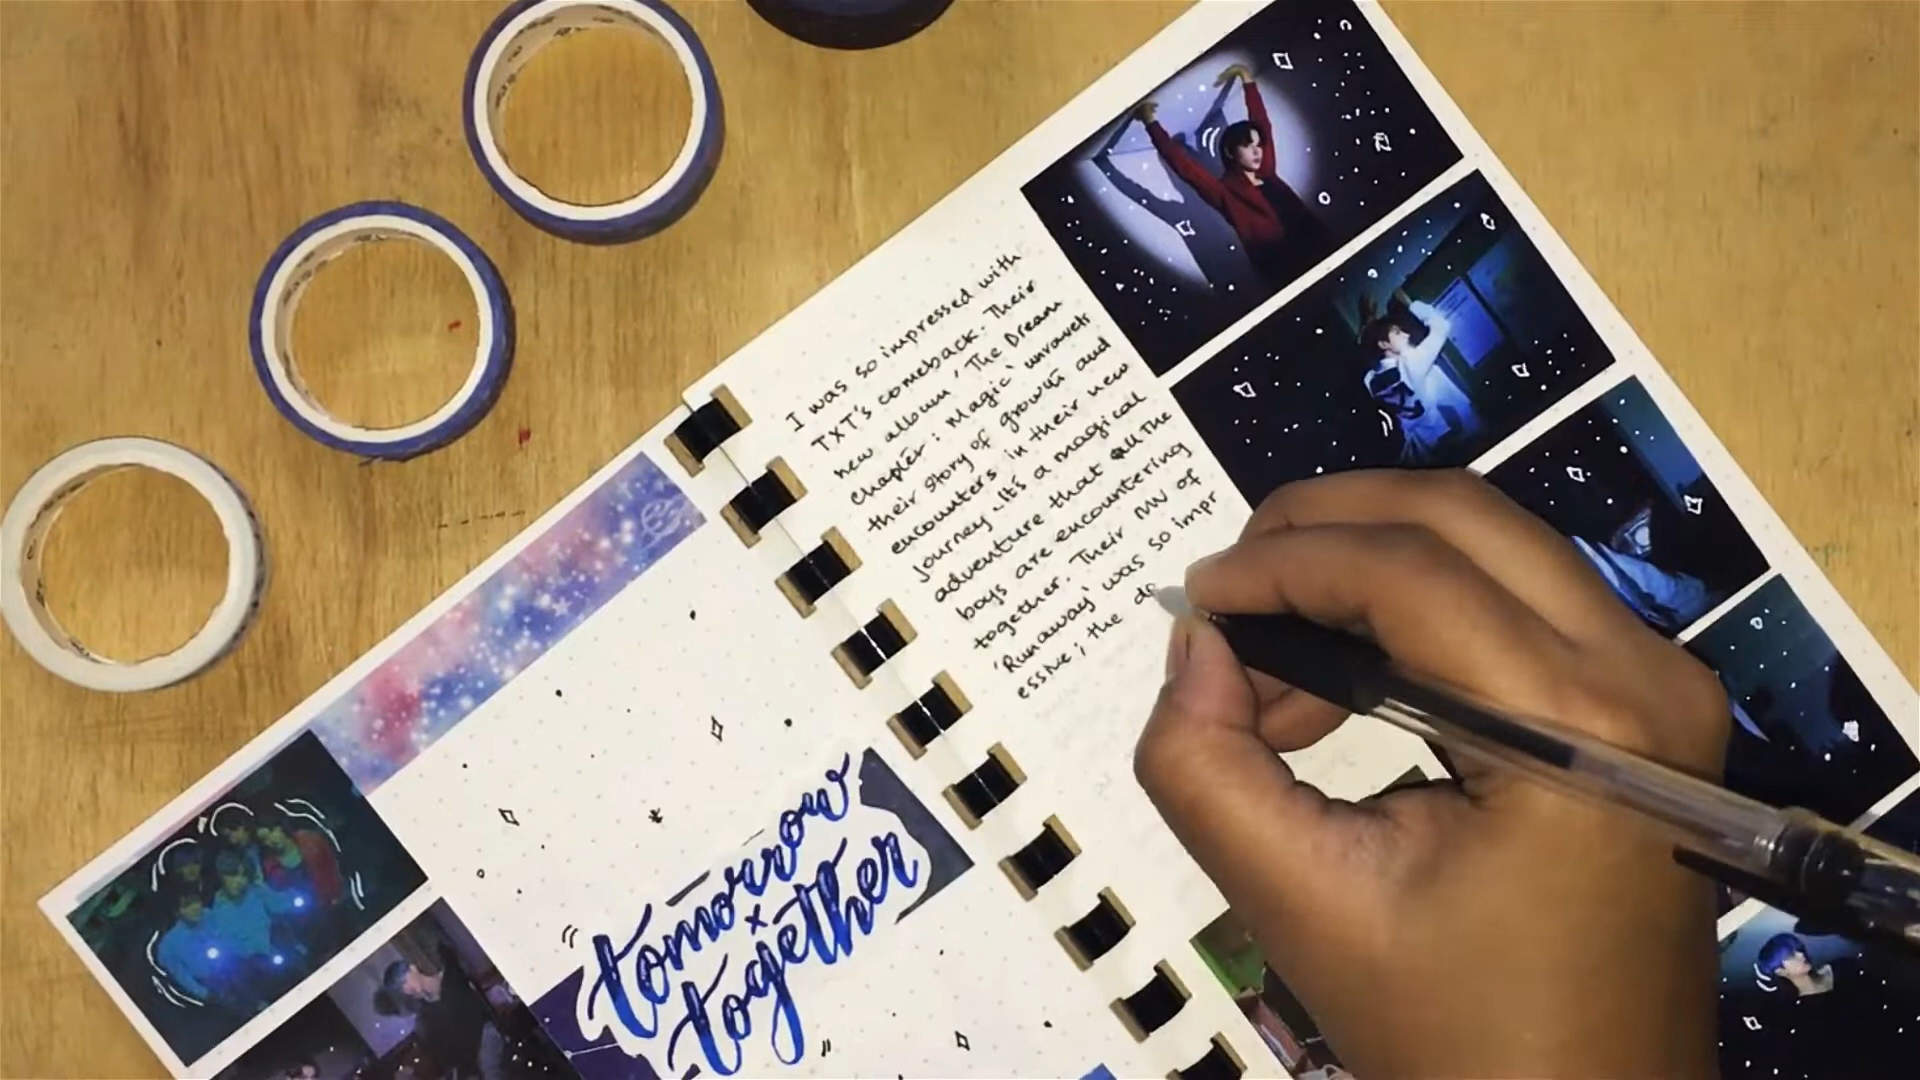 I was so impressed with
TXT's comeback. Their
new album, 'The Dream
chapter: Magic' unravels
their story of growth and
encounters in their new
journey - It's a magical
adventure that all the
boys are encountering
together. Their MV of
'Runaway' was so impr
essive; the do
tomorrow
x
together